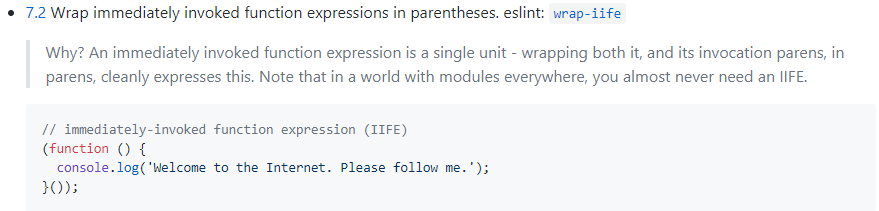 7.2 Wrap immediately invoked function expressions in parentheses. eslint: wrap-iife
Why? An immediately invoked function expression is a single unit - wrapping both it, and its invocation parens, in
parens, cleanly expresses this. Note that in a world with modules everywhere, you almost never need an IIFE.
// immediately-invoked function expression (IIFE)
(function () {
  console.log('Welcome to the Internet. Please follow me.');
}());